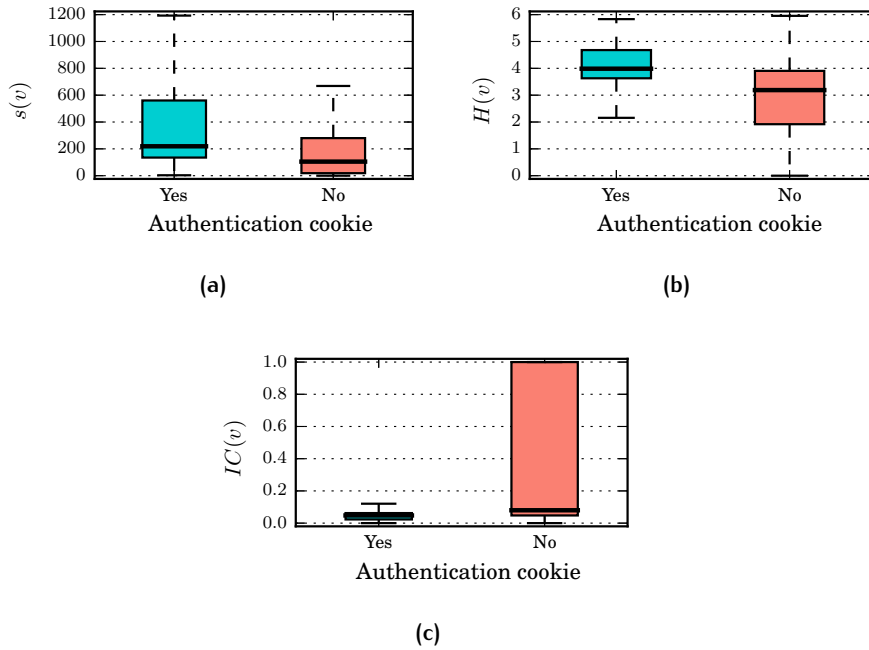 1200
1000
800
600
400
200
0
s(v)
Yes No
Authentication cookie
(a)
6
5
4
3
2
1
0
H(v)
Yes No
Authentication cookie
(b)
1.0
0.8
0.6
0.4
0.2
0.0
IC(v)
Yes No
Authentication cookie
(c)